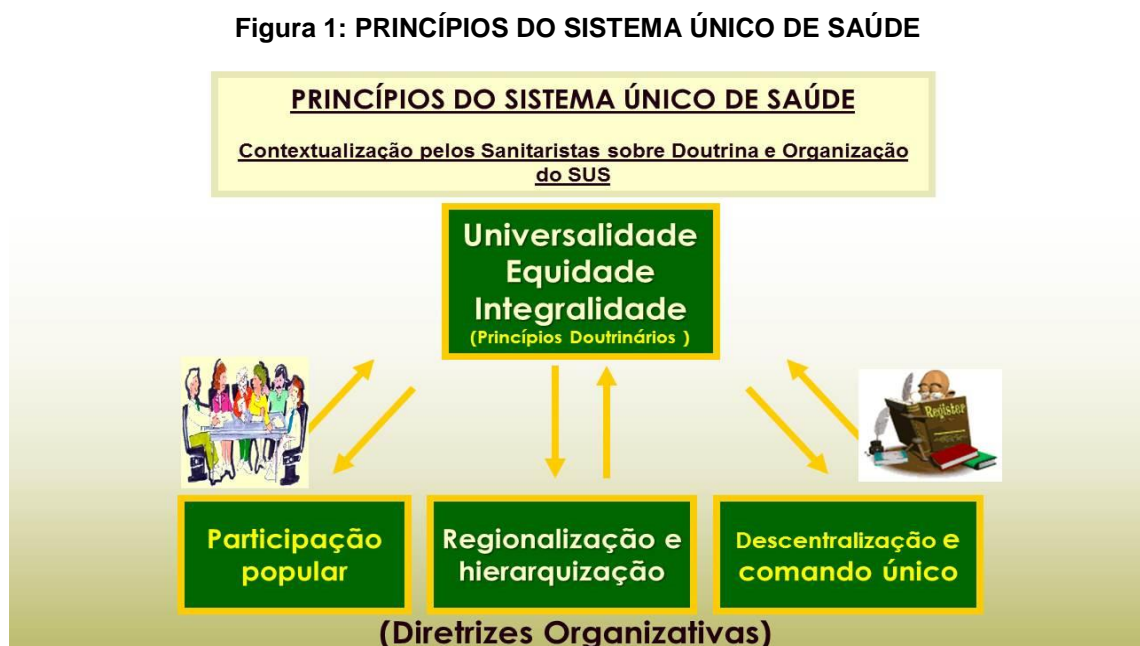 Figura 1: PRINCÍPIOS DO SISTEMA ÚNICO DE SAÚDE
PRINCÍPIOS DO SISTEMA ÚNICO DE SAÚDE
Contextualização pelos Sanitaristas sobre Doutrina e Organização
do SUS
Universalidade
Equidade
Integralidade
(Princípios Doutrinários )
Register
Participação
popular
Regionalização e
hierarquização
Descentralização e
comando único
(Diretrizes Organizativas)